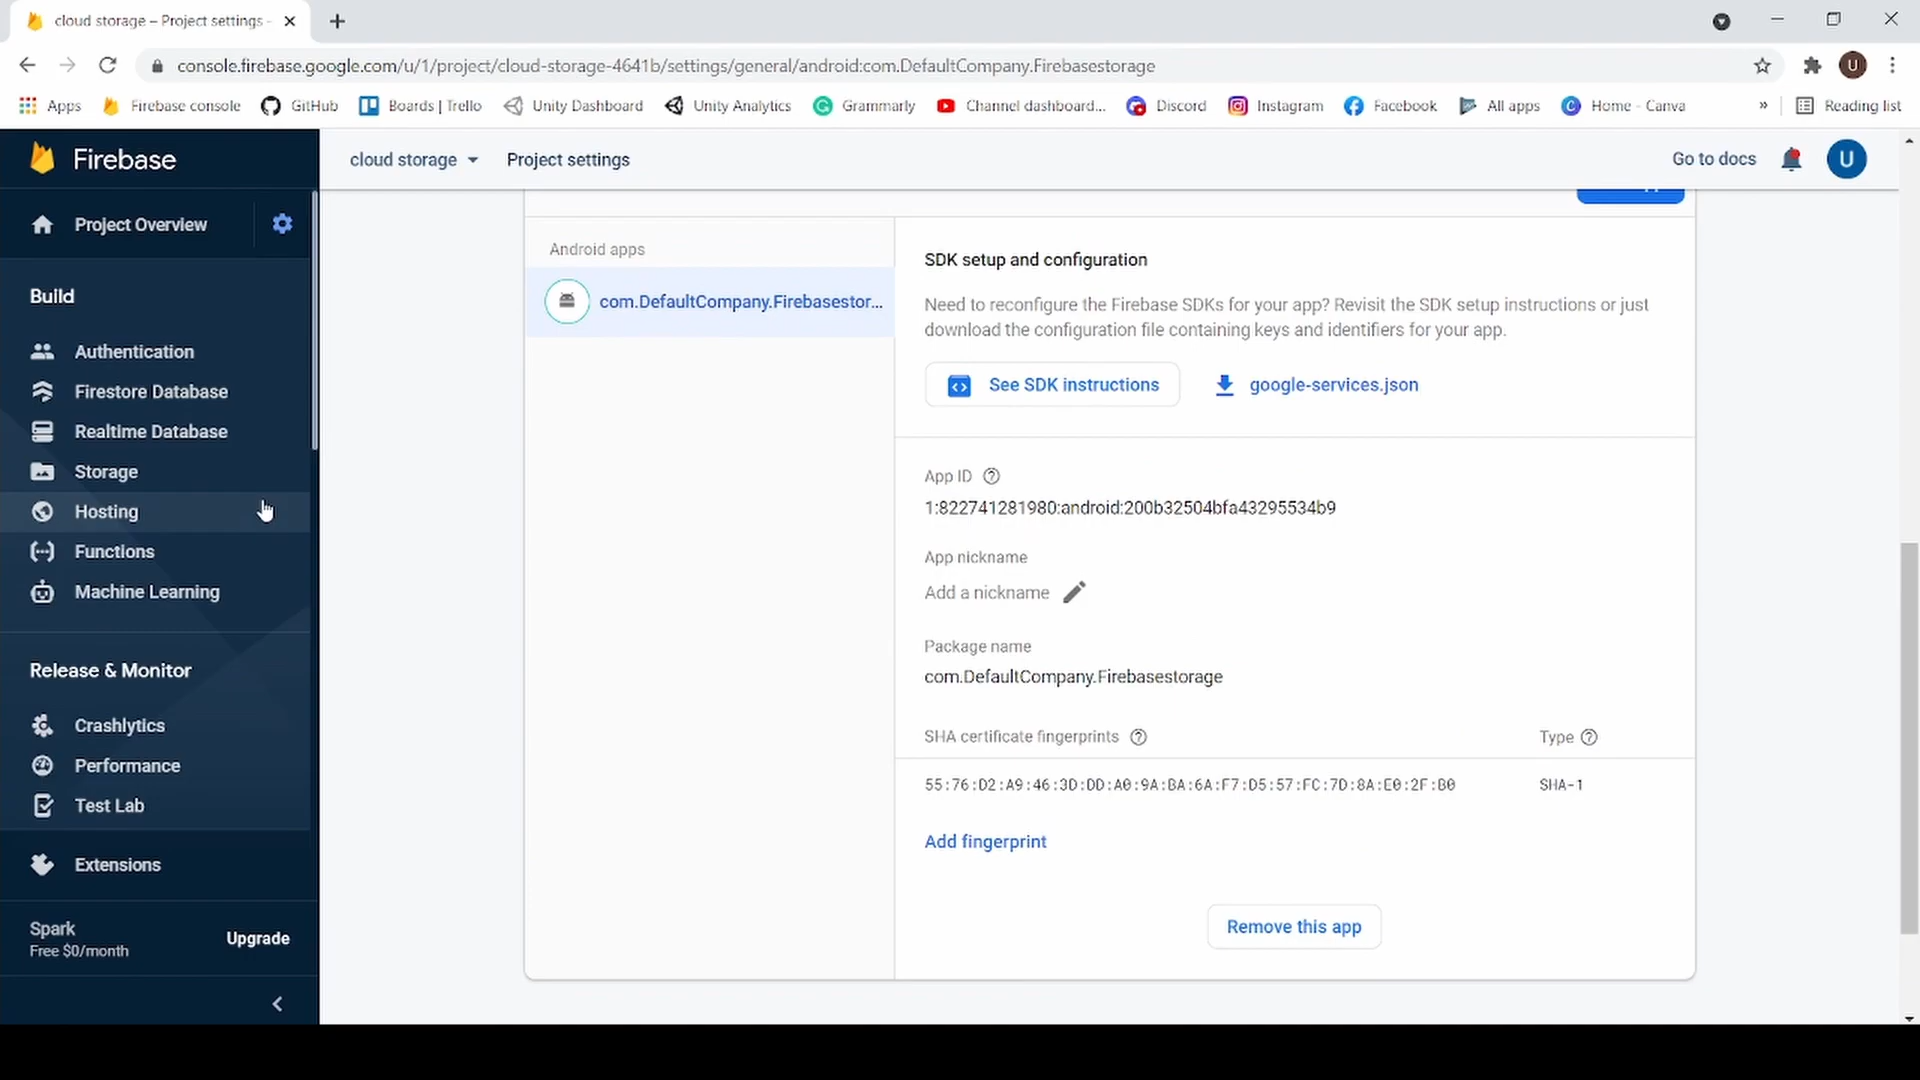 cloud storage – Project settings -
console.firebase.google.com/u/1/project/cloud-storage-4641b/settings/general/android:com.DefaultCompany.Firebasestorage
U
Apps
Firebase console
GitHub
Boards | Trello
Unity Dashboard
Unity Analytics
Grammarly
Channel dashboard...
Discord
Instagram
Facebook
All apps
Home - Canva
»
Reading list
Firebase
cloud storage
Project settings
Go to docs
U
Project Overview
Build
Authentication
Firestore Database
Realtime Database
Storage
Hosting
Functions
Machine Learning
Release & Monitor
Crashlytics
Performance
Test Lab
Extensions
Spark
Free $0/month
Upgrade
Android apps
com.DefaultCompany.Firebasestor...
SDK setup and configuration
Need to reconfigure the Firebase SDKs for your app? Revisit the SDK setup instructions or just
download the configuration file containing keys and identifiers for your app.
See SDK instructions
google-services.json
App ID
1:822741281980:android:200b32504bfa43295534b9
App nickname
Add a nickname
Package name
com.DefaultCompany.Firebasestorage
SHA certificate fingerprints
Type
55:76:D2:A9:46:3D:DD:A0:9A:BA:6A:F7:D5:57:FC:7D:8A:E0:2F:B0
SHA-1
Add fingerprint
Remove this app